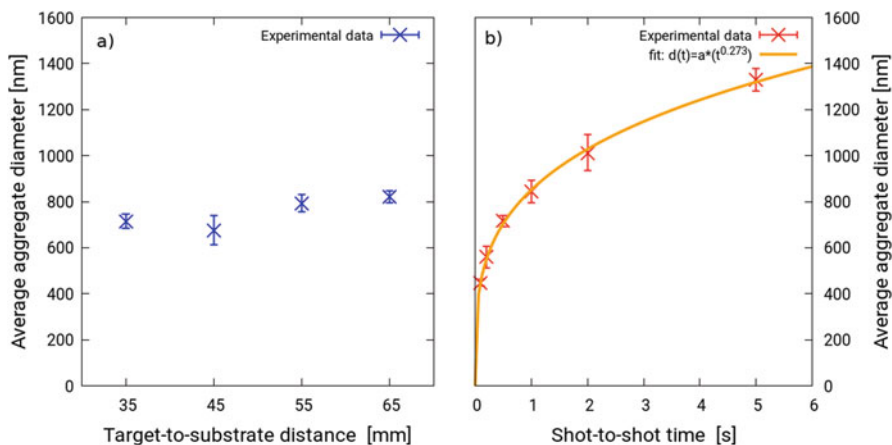 a)
Experimental data
Average aggregate diameter [nm]
1600
1400
1200
1000
800
600
400
200
0
35 45 55 65
Target-to-substrate distance [mm]
b)
Experimental data
fit: d(t)=a*(t^0.273)
0 1 2 3 4 5 6
Shot-to-shot time [s]
1600
1400
1200
1000
800
600
400
200
0
Average aggregate diameter [nm]